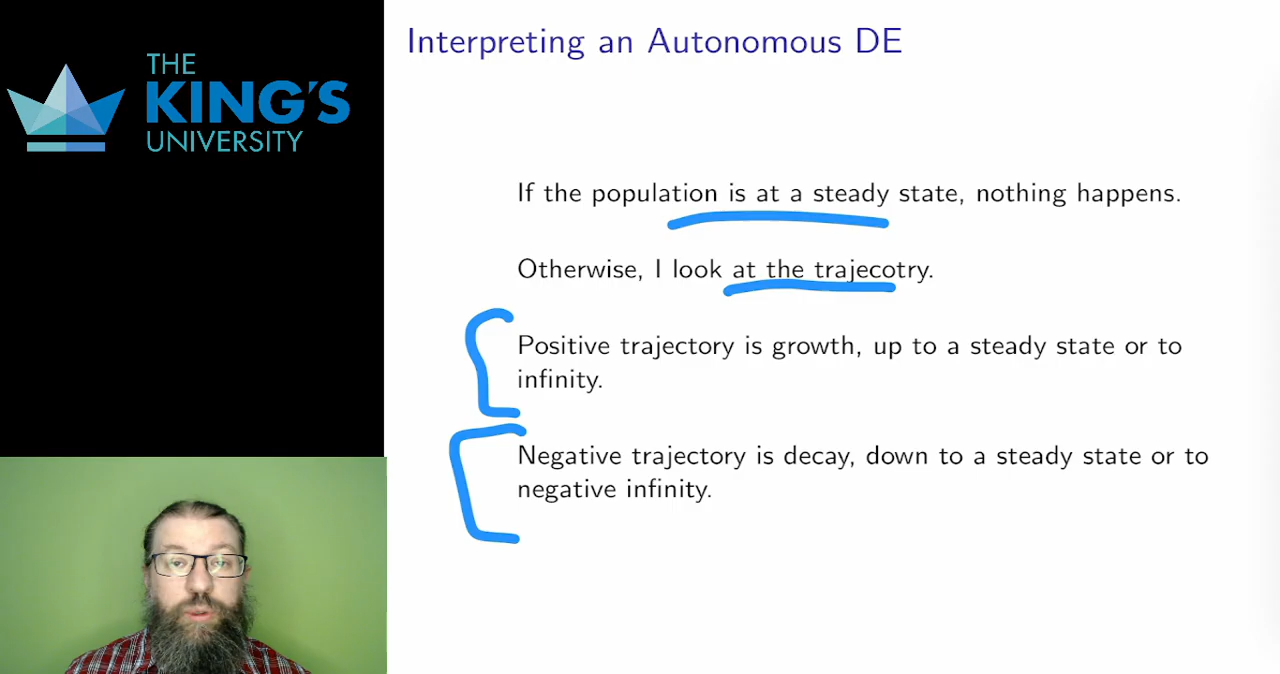 THE
KING'S
UNIVERSITY
Interpreting an Autonomous DE
If the population is at a steady state, nothing happens.
Otherwise, I look at the trajecotry.
Positive trajectory is growth, up to a steady state or to
infinity.
Negative trajectory is decay, down to a steady state or to
negative infinity.